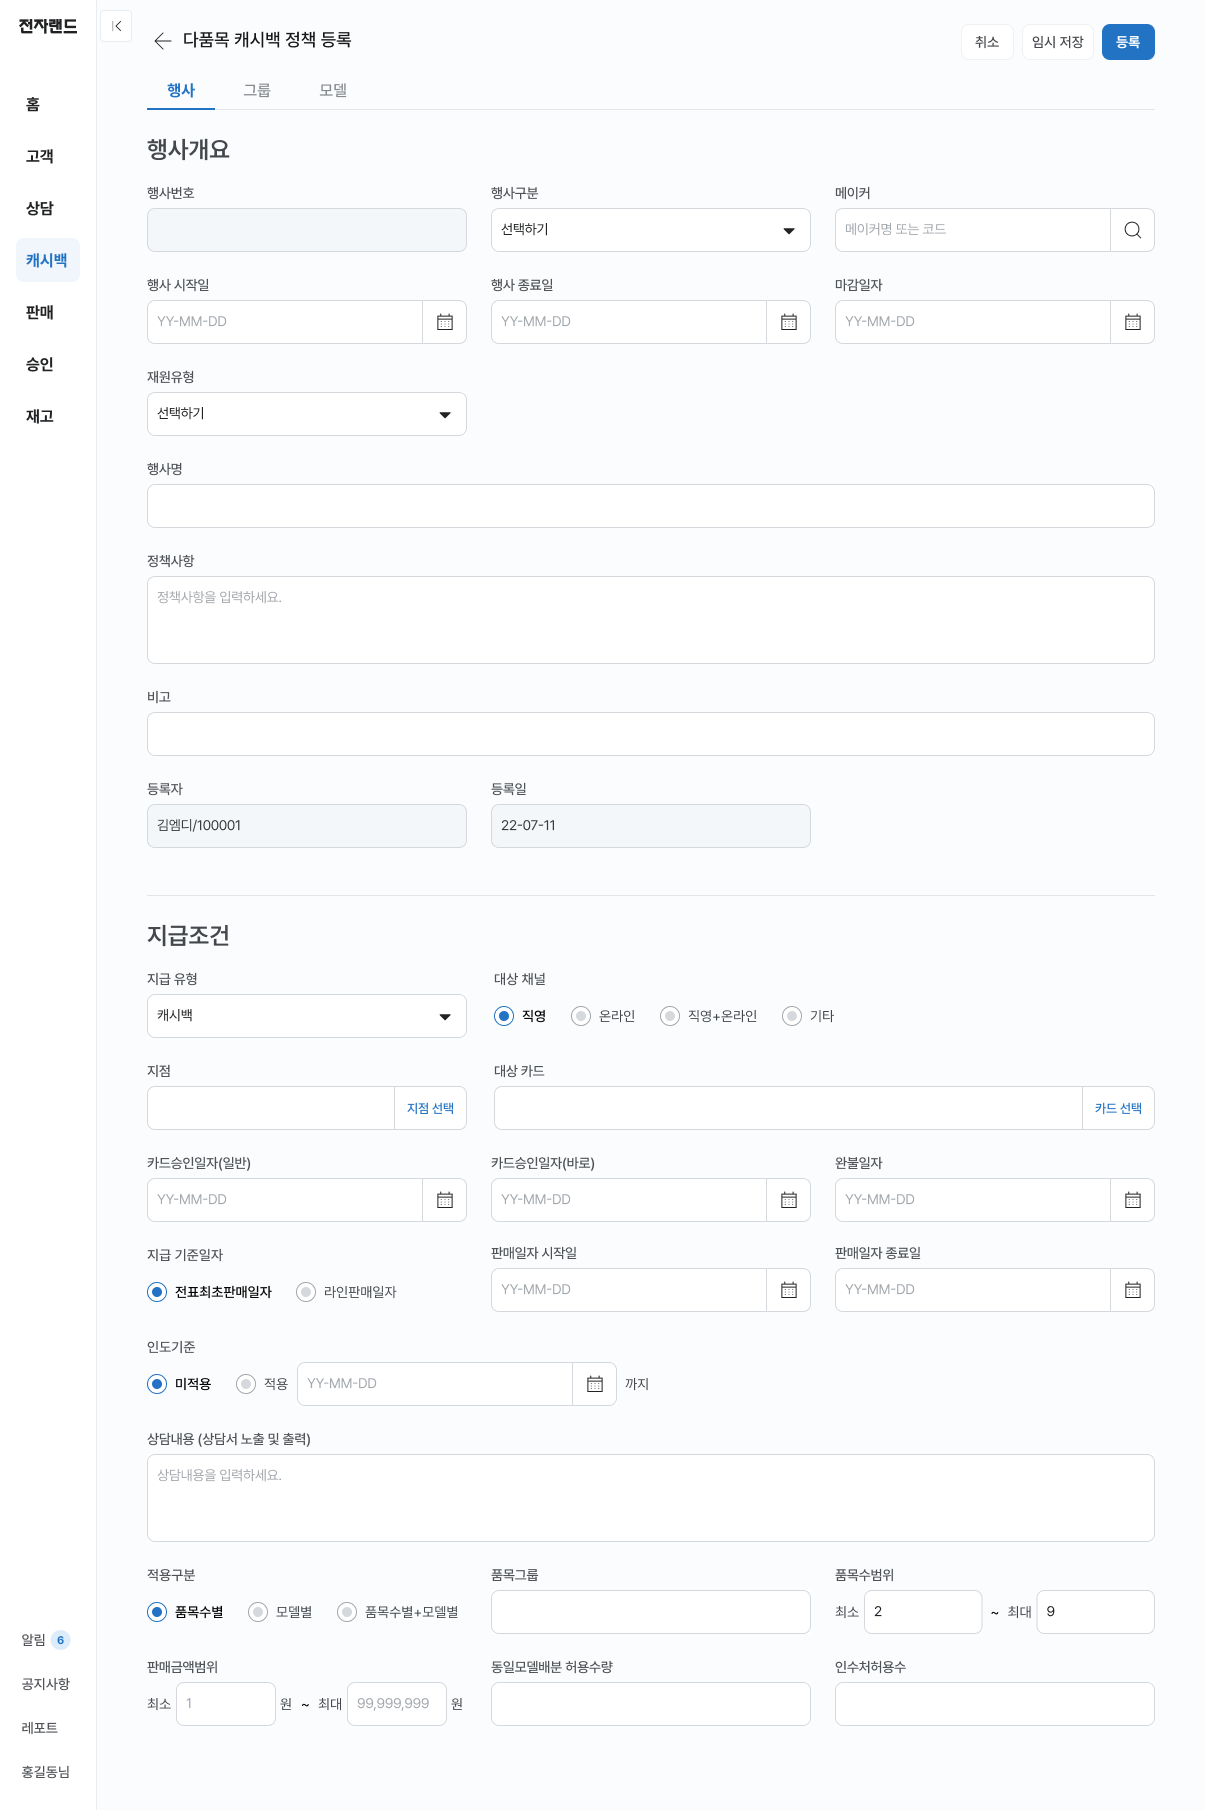 전자랜드
홈
고객
상담
캐시백
판매
승인
재고
알림 6
공지사항
레포트
홍길동님
다품목 캐시백 정책 등록
취소 임시 저장 등록
행사 그룹 모델
행사개요
행사번호 행사구분 메이커
선택하기 메이커명 또는 코드
행사 시작일 행사 종료일 마감일자
YY-MM-DD YY-MM-DD YY-MM-DD
재원유형
선택하기
행사명
정책사항
정책사항을 입력하세요.
비고
등록자 등록일
김엠디/100001 22-07-11
지급조건
지급 유형 대상 채널
캐시백 직영 온라인 직영+온라인 기타
지점 대상 카드
지점 선택 카드 선택
카드승인일자(일반) 카드승인일자(바로) 완불일자
YY-MM-DD YY-MM-DD YY-MM-DD
지급 기준일자 판매일자 시작일 판매일자 종료일
전표최초판매일자 라인판매일자 YY-MM-DD YY-MM-DD
인도기준
미적용 적용 YY-MM-DD 까지
상담내용 (상담서 노출 및 출력)
상담내용을 입력하세요.
적용구분 품목그룹 품목수범위
품목수별 모델별 품목수별+모델별 최소 2 ~ 최대 9
판매금액범위 동일모델배분 허용수량 인수처허용수
최소 1 원 ~ 최대 99,999,999 원